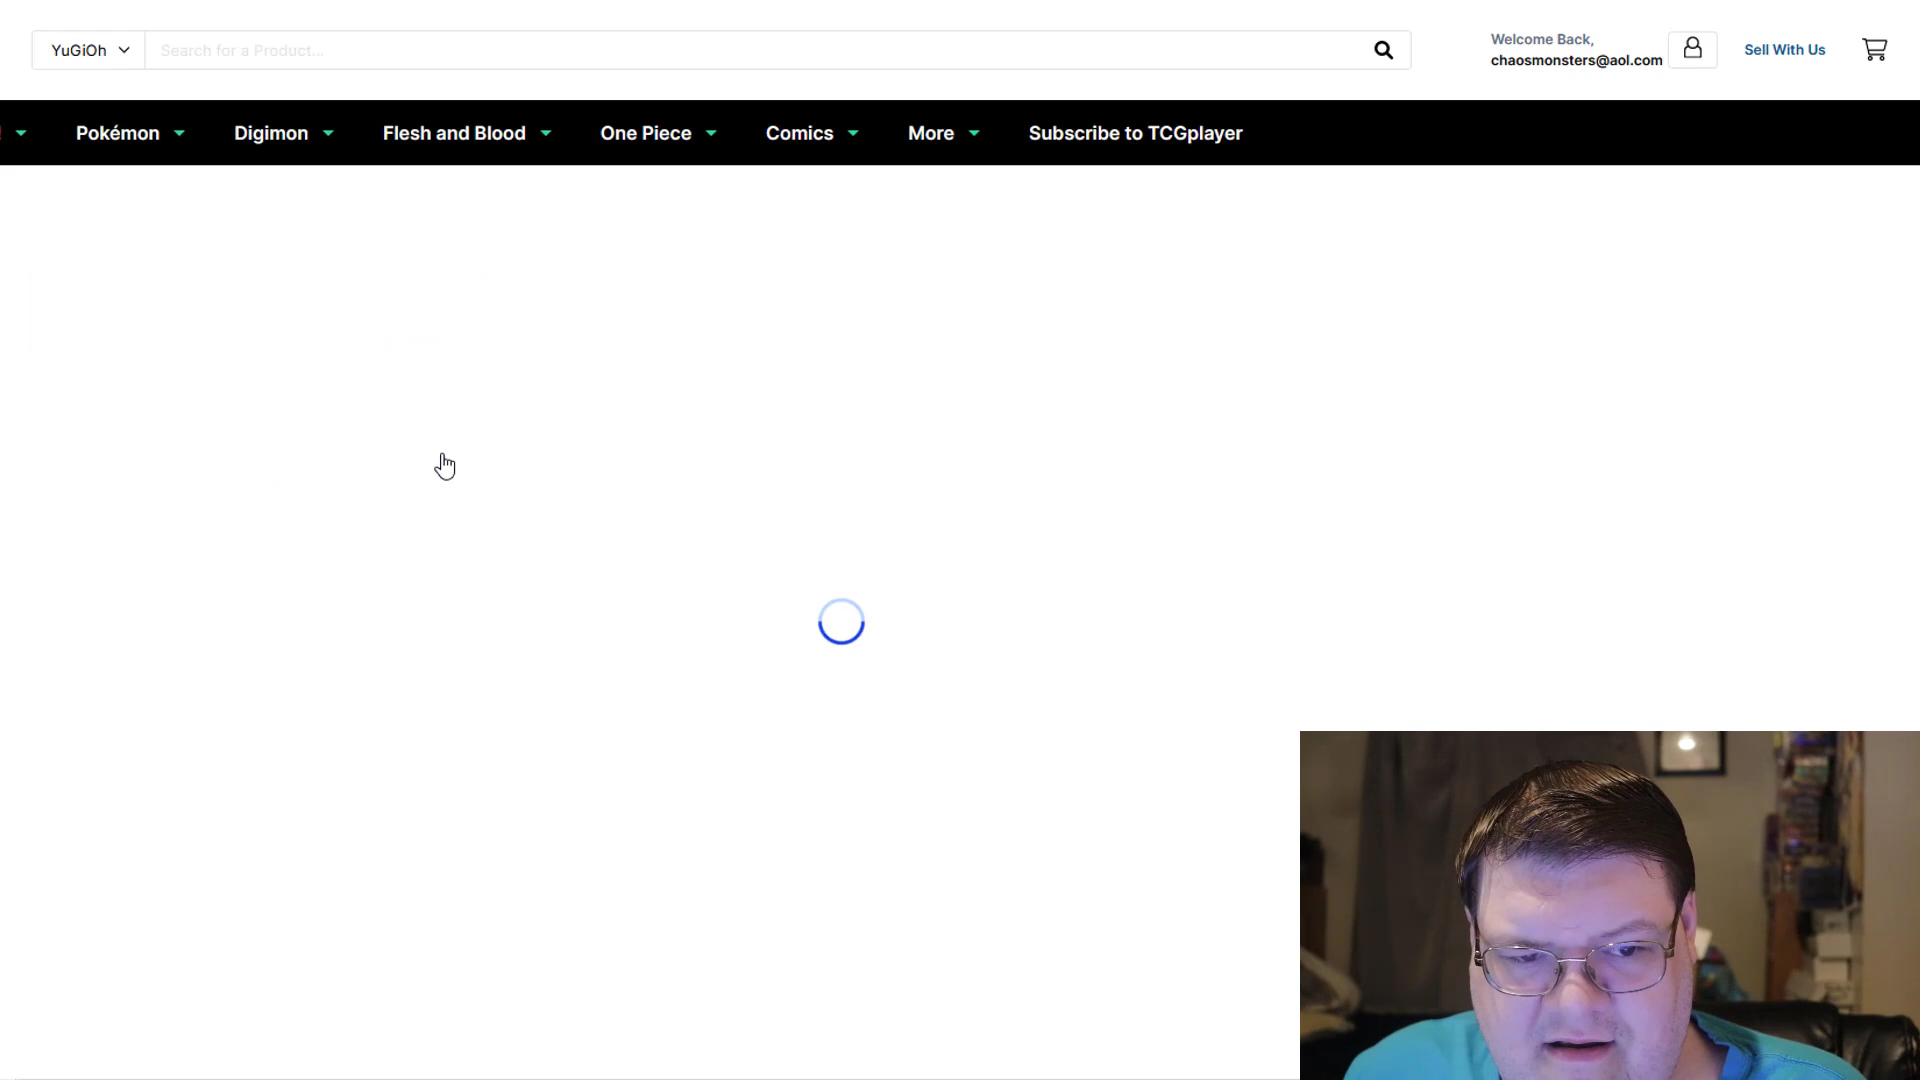 YuGiOh
Search for a Product...
Welcome Back,
chaosmonsters@aol.com
Sell With Us
Pokémon
Digimon
Flesh and Blood
One Piece
Comics
More
Subscribe to TCGplayer